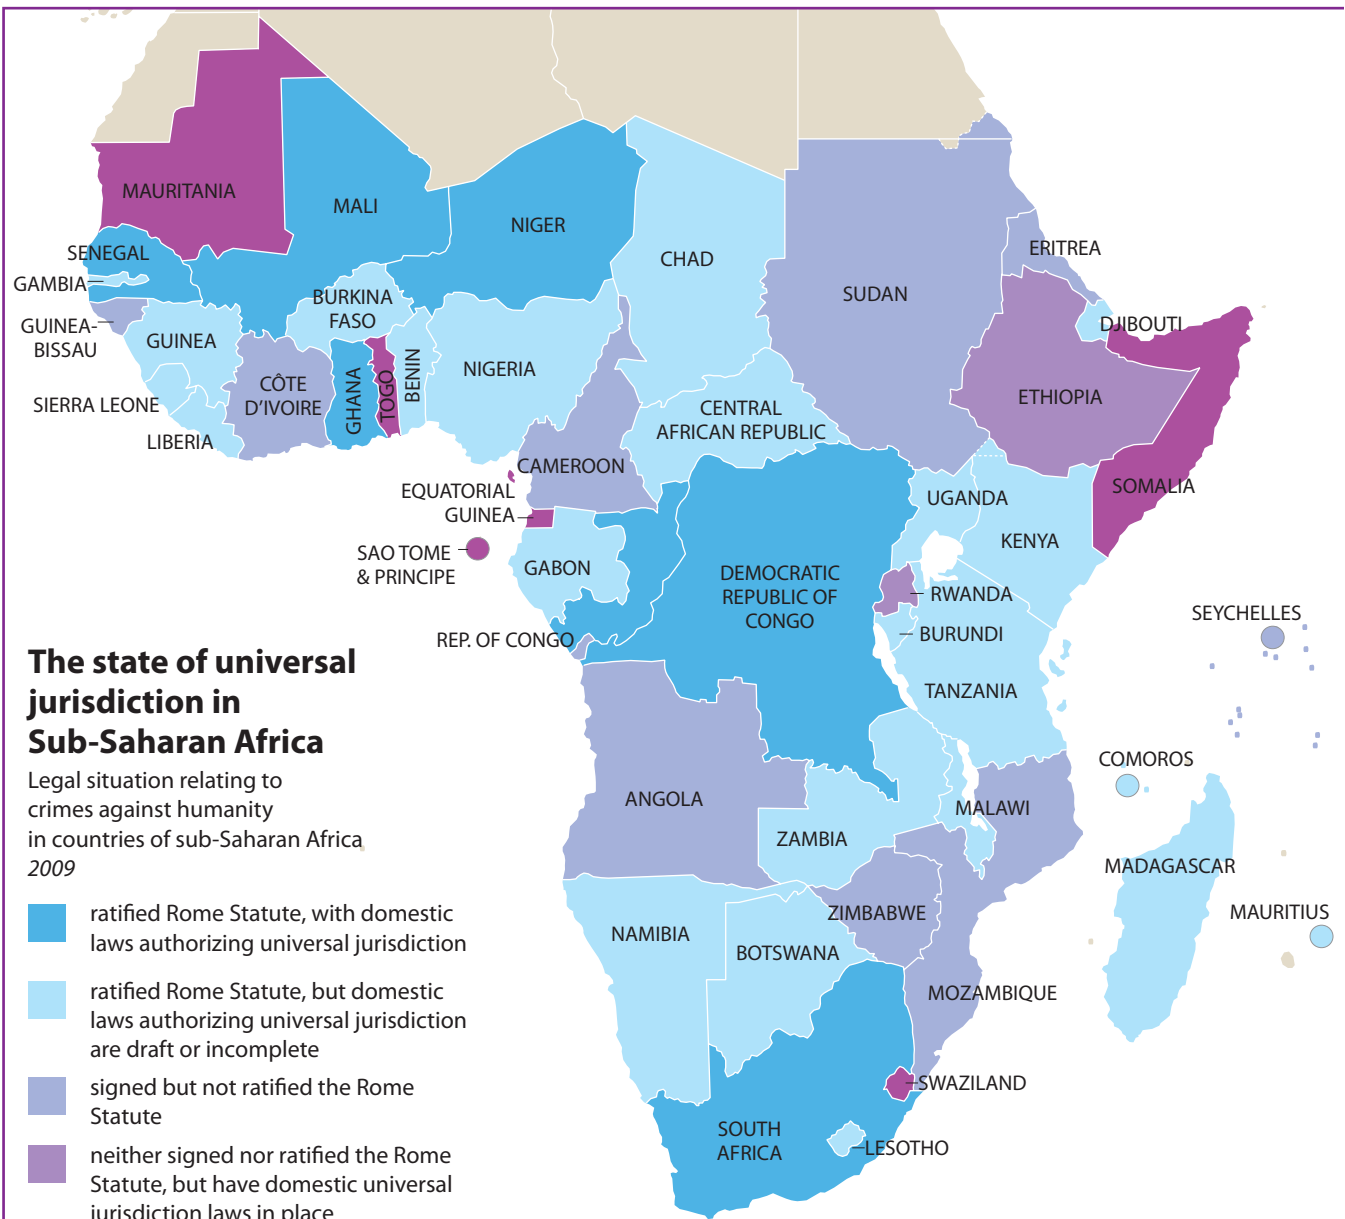 MAURITANIA
MALI
NIGER
CHAD
SUDAN
ERITREA
SENEGAL
GAMBIA
GUINEA-
BISSAU
GUINEA
BURKINA
FASO
SIERRA LEONE
LIBERIA
CÔTE
D'IVOIRE
GHANA
TOGO
BENIN
NIGERIA
CENTRAL
AFRICAN REPUBLIC
DJIBOUTI
ETHIOPIA
SOMALIA
CAMEROON
EQUATORIAL
GUINEA
SAO TOME
& PRINCIPE
GABON
REP. OF CONGO
DEMOCRATIC
REPUBLIC OF
CONGO
UGANDA
KENYA
RWANDA
BURUNDI
TANZANIA
SEYCHELLES
COMOROS
ANGOLA
ZAMBIA
MALAWI
MADAGASCAR
MAURITIUS
NAMIBIA
BOTSWANA
ZIMBABWE
MOZAMBIQUE
SWAZILAND
SOUTH
AFRICA
LESOTHO
The state of universal
jurisdiction in
Sub-Saharan Africa
Legal situation relating to
crimes against humanity
in countries of sub-Saharan Africa
2009
ratified Rome Statute, with domestic
laws authorizing universal jurisdiction
ratified Rome Statute, but domestic
laws authorizing universal jurisdiction
are draft or incomplete
signed but not ratified the Rome
Statute
neither signed nor ratified the Rome
Statute, but have domestic universal
jurisdiction laws in place